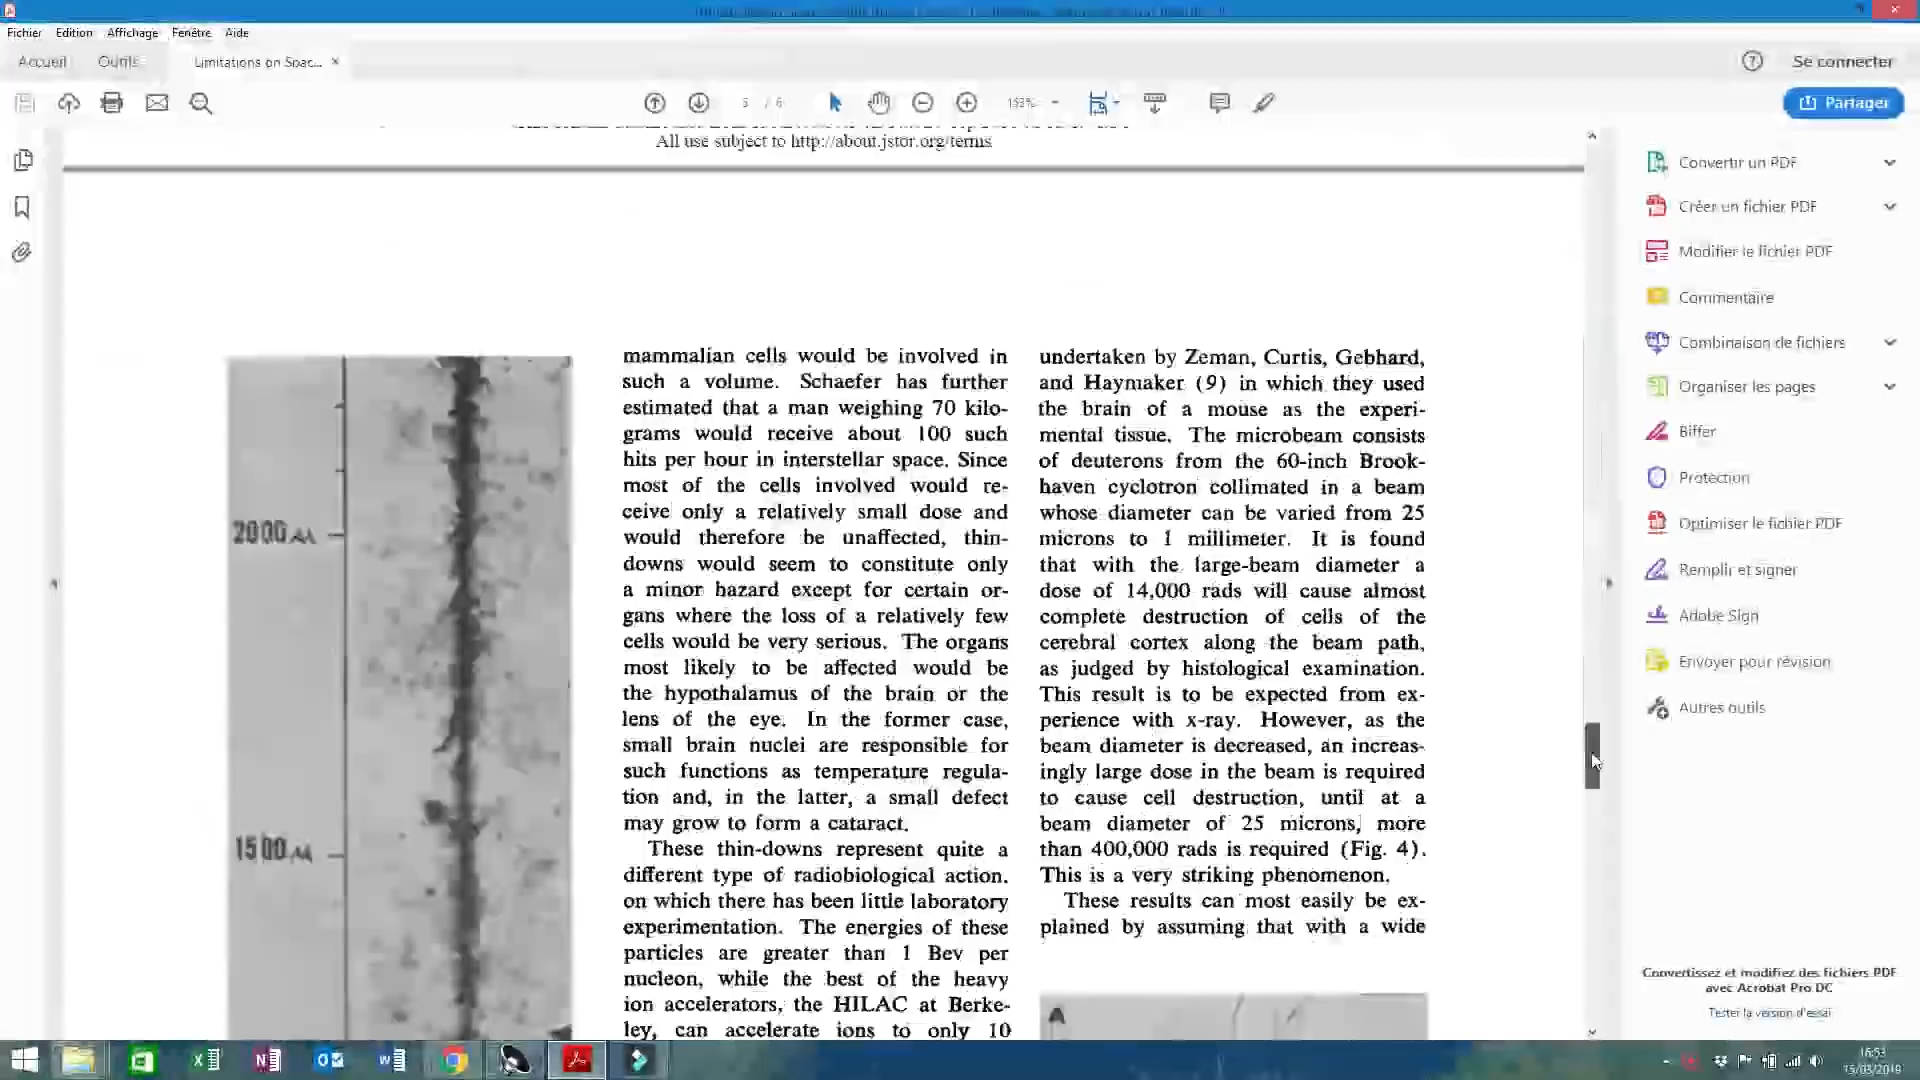 Fichier Edition Affichage Fenêtre Aide
Accueil Outils Limitations on Spac... × Se connecter
5 / 6 153% Partager
All use subject to http://about.jstor.org/terms
2000
1500
mammalian cells would be involved in
such a volume. Schaefer has further
estimated that a man weighing 70 kilo-
grams would receive about 100 such
hits per hour in interstellar space. Since
most of the cells involved would re-
ceive only a relatively small dose and
would therefore be unaffected, thin-
downs would seem to constitute only
a minor hazard except for certain or-
gans where the loss of a relatively few
cells would be very serious. The organs
most likely to be affected would be
the hypothalamus of the brain or the
lens of the eye. In the former case,
small brain nuclei are responsible for
such functions as temperature regula-
tion and, in the latter, a small defect
may grow to form a cataract.
These thin-downs represent quite a
different type of radiobiological action,
on which there has been little laboratory
experimentation. The energies of these
particles are greater than 1 Bev per
nucleon, while the best of the heavy
ion accelerators, the HILAC at Berke-
ley, can accelerate ions to only 10
undertaken by Zeman, Curtis, Gebhard,
and Haymaker (9) in which they used
the brain of a mouse as the experi-
mental tissue. The microbeam consists
of deuterons from the 60-inch Brook-
haven cyclotron collimated in a beam
whose diameter can be varied from 25
microns to 1 millimeter. It is found
that with the large-beam diameter a
dose of 14,000 rads will cause almost
complete destruction of cells of the
cerebral cortex along the beam path,
as judged by histological examination.
This result is to be expected from ex-
perience with x-ray. However, as the
beam diameter is decreased, an increas-
ingly large dose in the beam is required
to cause cell destruction, until at a
beam diameter of 25 microns, more
than 400,000 rads is required (Fig. 4).
This is a very striking phenomenon.
These results can most easily be ex-
plained by assuming that with a wide
A
Convertir un PDF
Créer un fichier PDF
Modifier le fichier PDF
Commentaire
Combinaison de fichiers
Organiser les pages
Biffer
Protection
Optimiser le fichier PDF
Remplir et signer
Adobe Sign
Envoyer pour révision
Autres outils
Convertissez et modifiez des fichiers PDF
avec Acrobat Pro DC
Tester la version d'essai
16:53
15/03/2019